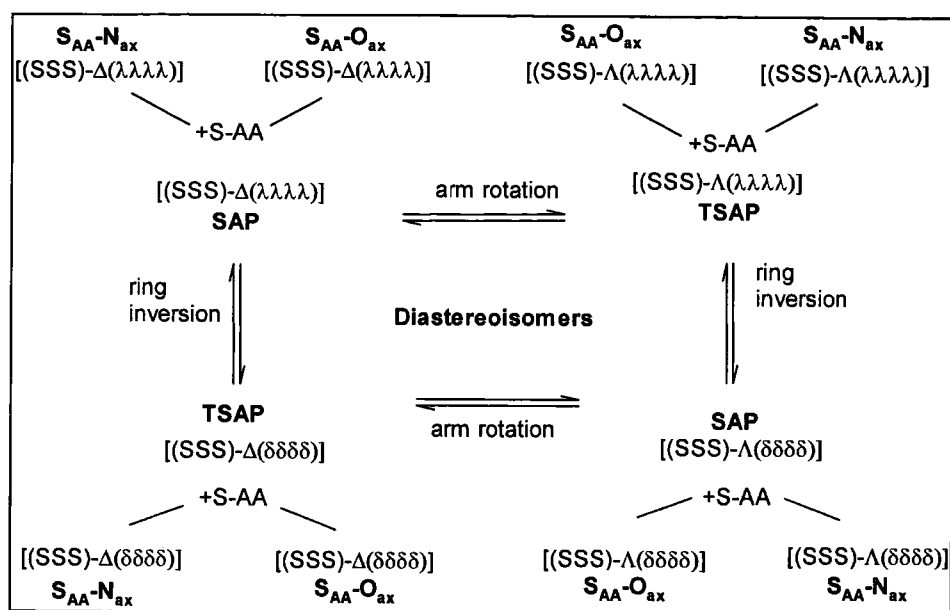 S_AA-N_ax S_AA-O_ax S_AA-O_ax S_AA-N_ax
[(SSS)-Δ(λλλλ)] [(SSS)-Δ(λλλλ)] [(SSS)-Λ(λλλλ)] [(SSS)-Λ(λλλλ)]
+S-AA +S-AA
[(SSS)-Δ(λλλλ)] arm rotation [(SSS)-Λ(λλλλ)]
SAP TSAP
ring ring
inversion Diastereoisomers inversion
TSAP SAP
arm rotation
[(SSS)-Δ(δδδδ)] [(SSS)-Λ(δδδδ)]
+S-AA +S-AA
[(SSS)-Δ(δδδδ)] [(SSS)-Δ(δδδδ)] [(SSS)-Λ(δδδδ)] [(SSS)-Λ(δδδδ)]
S_AA-N_ax S_AA-O_ax S_AA-O_ax S_AA-N_ax